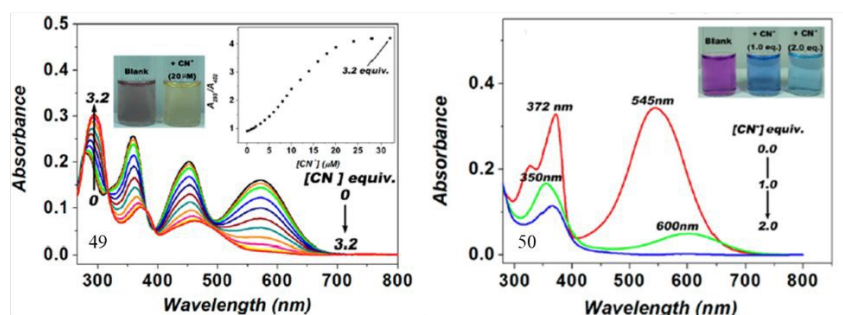 0.5
0.4
0.3
0.2
0.1
0.0
Absorbance
300 400 500 600 700 800
Wavelength (nm)
3.2
0
49
Blank
+ CN⁻
(20 µM)
4
3
2
1
0 5 10 15 20 25 30
[CN⁻] (µM)
3.2 equiv.
[CN ] equiv.
0
3.2
0.4
0.2
0.0
Absorbance
300 400 500 600 700 800
Wavelength (nm)
372 nm
545nm
350nm
600nm
50
Blank
+ CN⁻
(1.0 eq.)
+ CN⁻
(2.0 eq.)
[CN⁻] equiv.
0.0
1.0
2.0